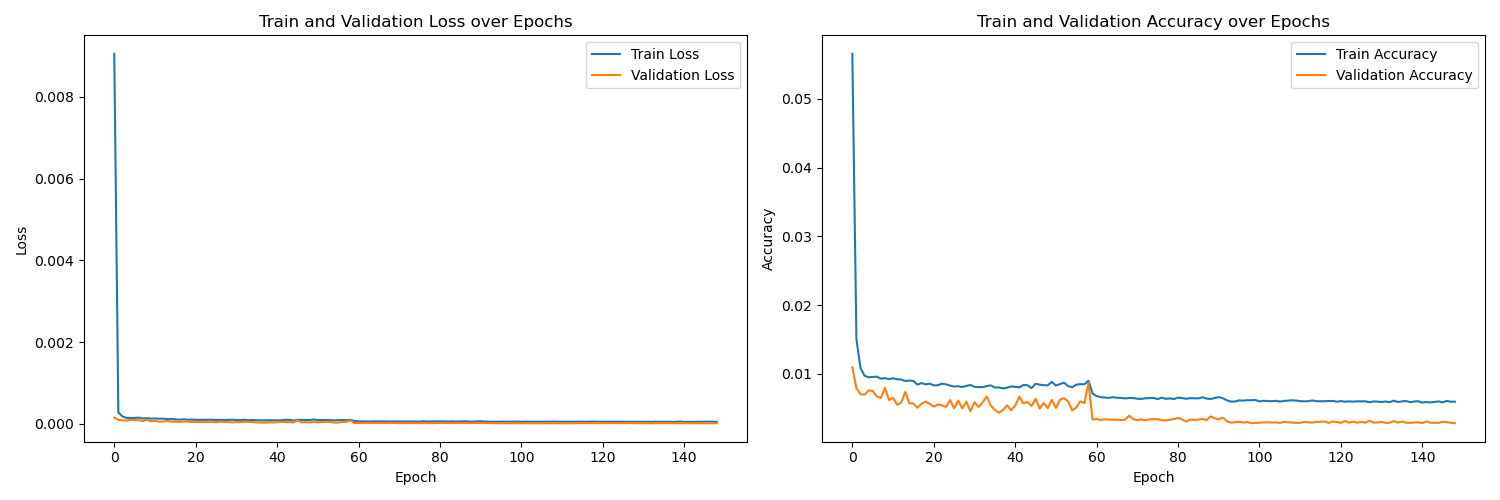 Train and Validation Loss over Epochs
Train Loss
Validation Loss
0.008
0.006
0.004
0.002
0.000
Loss
0 20 40 60 80 100 120 140
Epoch
Train and Validation Accuracy over Epochs
Train Accuracy
Validation Accuracy
0.05
0.04
0.03
0.02
0.01
Accuracy
0 20 40 60 80 100 120 140
Epoch